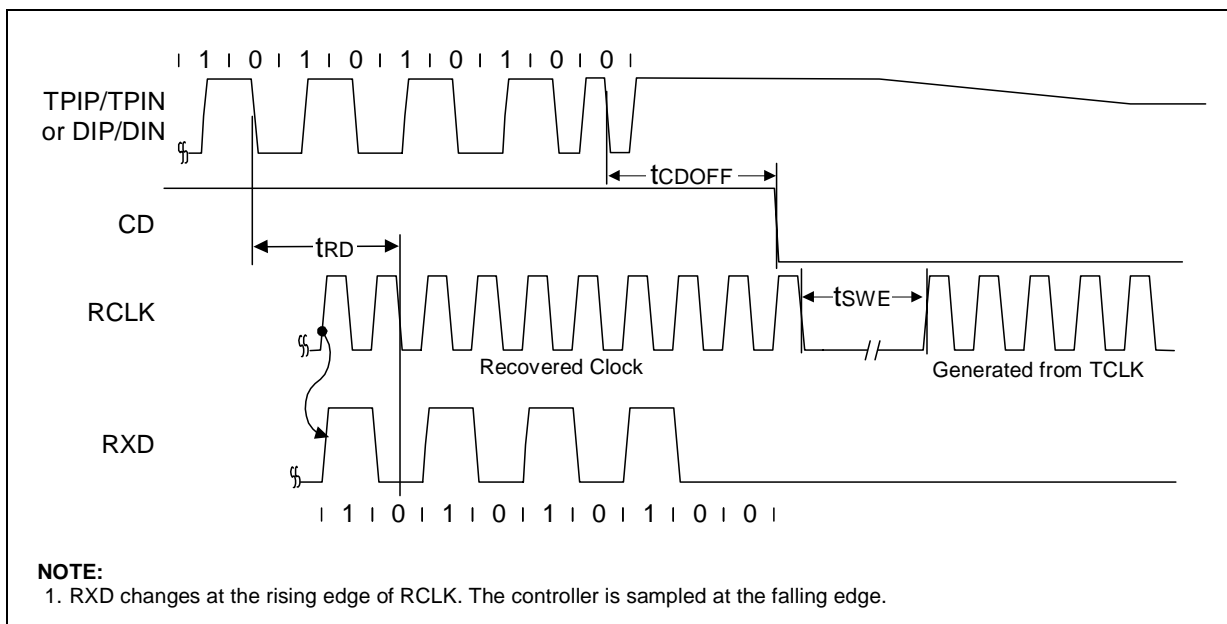 1 0 1 0 1 0 1 0 0
TPIP/TPIN
or DIP/DIN
tCDOFF
CD
tRD
RCLK
tSWE
Recovered Clock
Generated from TCLK
RXD
1 0 1 0 1 0 1 0 0
NOTE:
1. RXD changes at the rising edge of RCLK. The controller is sampled at the falling edge.